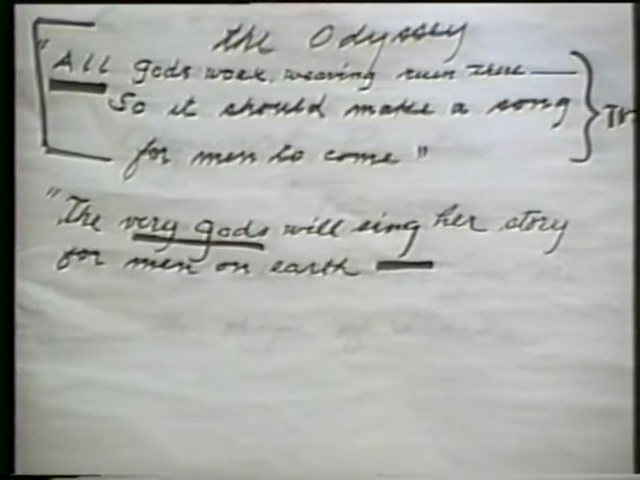 the Odyssey
"All gods work, weaving ruin there —
So it should make a song
for men to come"
"The very gods will sing her story
for men on earth —